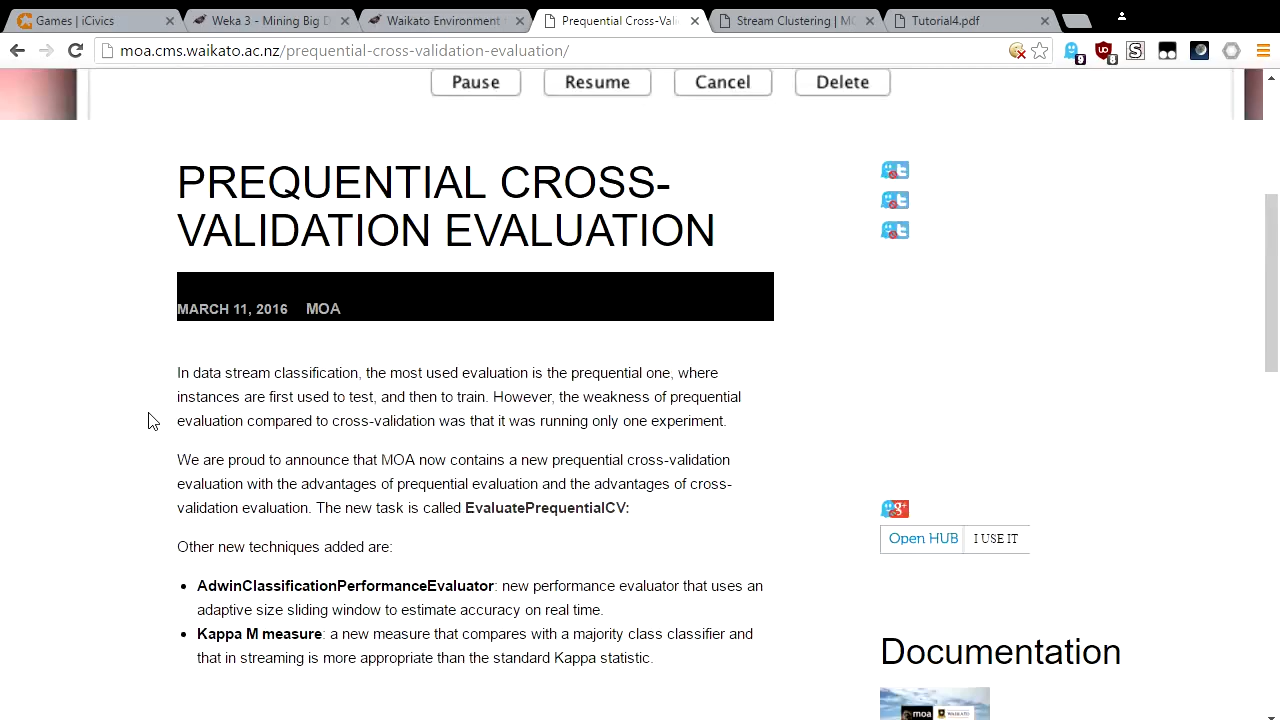 Games | iCivics
Weka 3 - Mining Big D
Waikato Environment
Prequential Cross-Vali
Stream Clustering | MO
Tutorial4.pdf
moa.cms.waikato.ac.nz/prequential-cross-validation-evaluation/
9
8
Pause Resume Cancel Delete
PREQUENTIAL CROSS-
VALIDATION EVALUATION
MARCH 11, 2016 MOA
In data stream classification, the most used evaluation is the prequential one, where
instances are first used to test, and then to train. However, the weakness of prequential
evaluation compared to cross-validation was that it was running only one experiment.
We are proud to announce that MOA now contains a new prequential cross-validation
evaluation with the advantages of prequential evaluation and the advantages of cross-
validation evaluation. The new task is called EvaluatePrequentialCV:
Other new techniques added are:
AdwinClassificationPerformanceEvaluator: new performance evaluator that uses an
adaptive size sliding window to estimate accuracy on real time.
Kappa M measure: a new measure that compares with a majority class classifier and
that in streaming is more appropriate than the standard Kappa statistic.
g+
Open HUB I USE IT
Documentation
moa WAIKATO